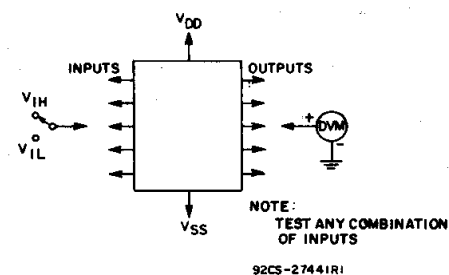 VDD
INPUTS
OUTPUTS
VIH
VIL
+
DVM
-
VSS
NOTE:
TEST ANY COMBINATION
OF INPUTS
92CS-27441R1